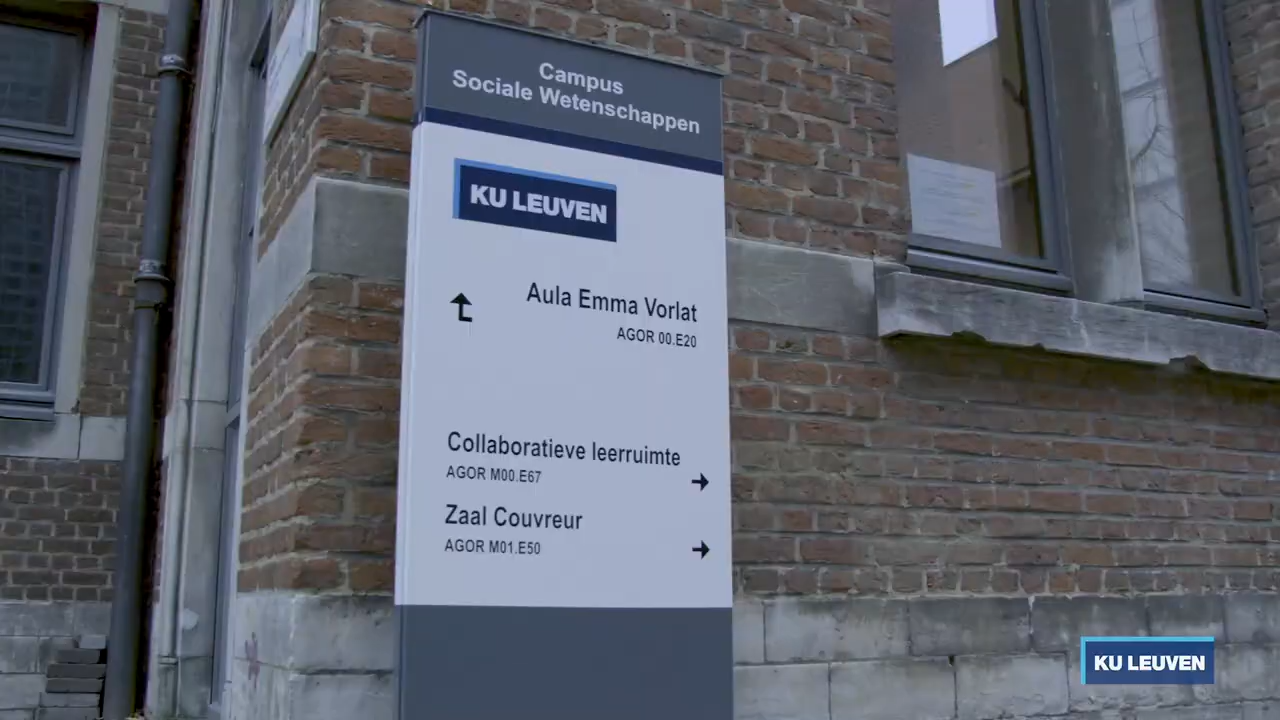 Campus
Sociale Wetenschappen
KU LEUVEN
Aula Emma Vorlat
AGOR 00.E20
Collaboratieve leerruimte
AGOR M00.E67
Zaal Couvreur
AGOR M01.E50
KU LEUVEN